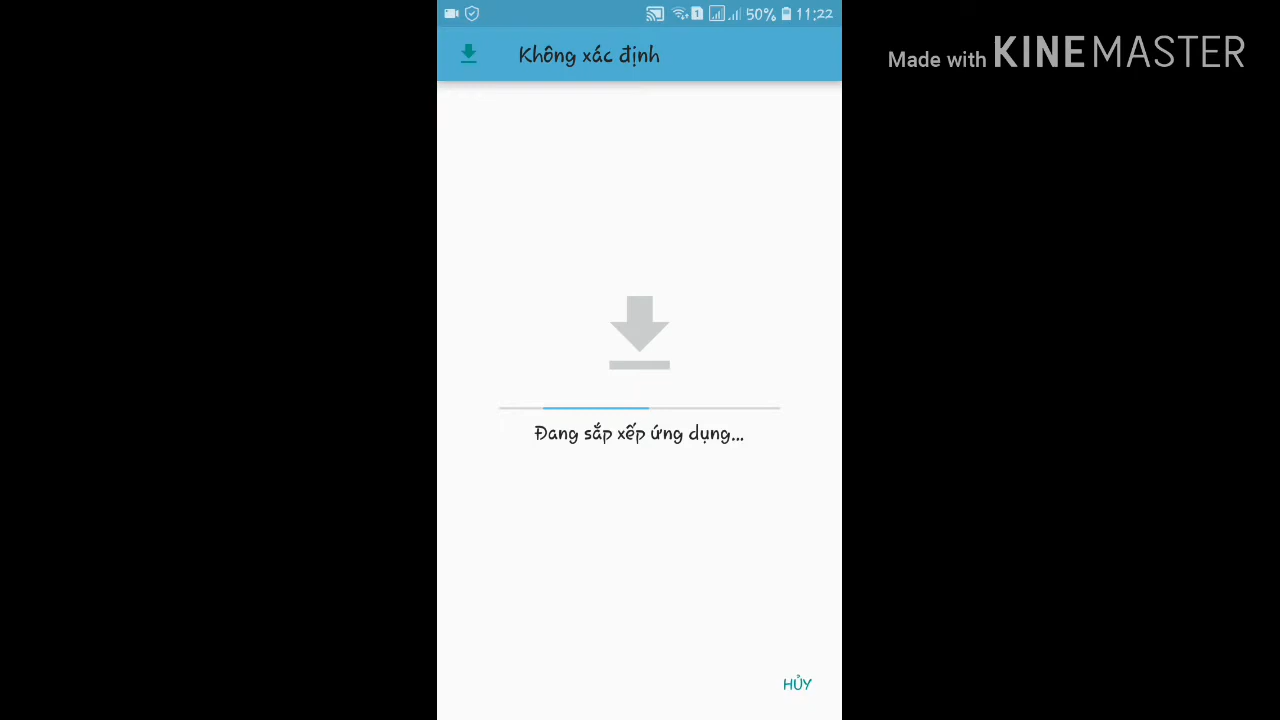 50% 11:22
Không xác định
Made with KINEMASTER
Đang sắp xếp ứng dụng...
HỦY